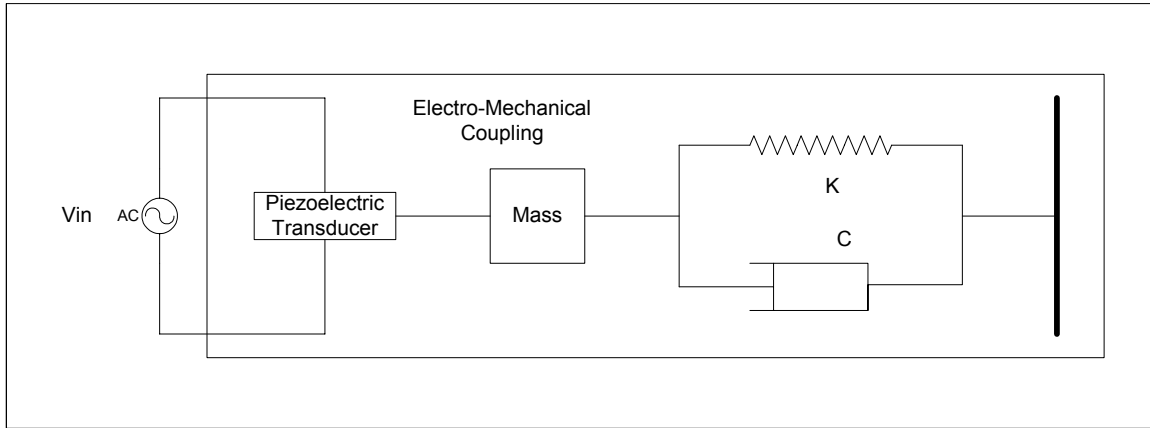 Electro-Mechanical
Coupling
Vin
AC
Piezoelectric
Transducer
Mass
K
C